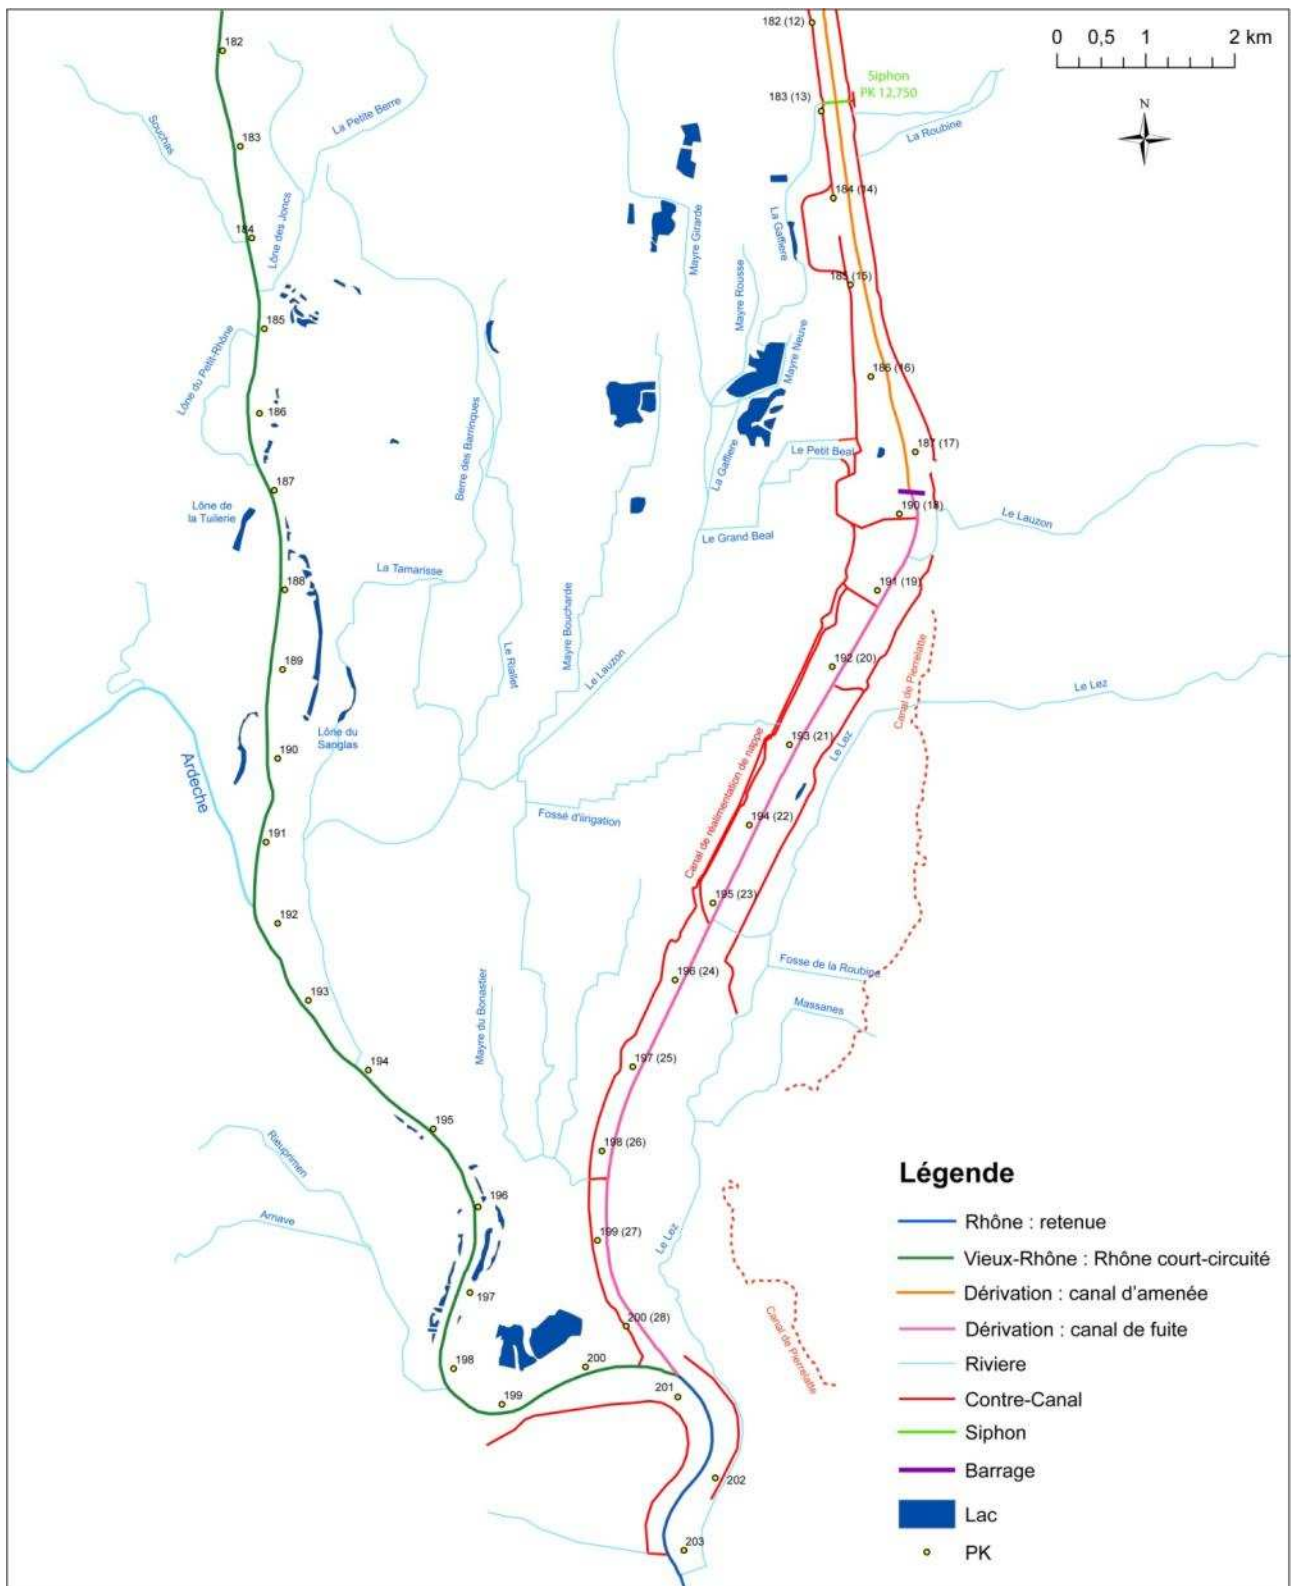 182 (12)
0 0,5 1 2 km
182
Siphon
PK 12,750
183 (13)
La Petite Berre
Souchas
N
La Roubine
183
184 (14)
La Gaffiere
Mayre Girarde
Lône des Joncs
184
185 (15)
Mayre Rousse
185
Lône du Petit-Rhône
Mayre Neuve
186 (16)
186
Berre des Barrinques
187 (17)
Le Petit Beal
La Gaffiere
187
Lône de
la Tuilerie
190 (18)
Le Lauzon
Le Grand Beal
La Tamarisse
188
191 (19)
Mayre Boucharde
Le Riallet
Le Lauzon
189
192 (20)
Canal de Pierrelatte
Le Lez
Lône du
Sanglas
193 (21)
Le Lez
190
Ardeche
Canal de réalimentation de nappe
Fossé d'iirigation
194 (22)
191
195 (23)
192
Fosse de la Roubine
196 (24)
193
Massanes
Mayre du Bonastier
197 (25)
194
195
198 (26)
Rieuprimen
Légende
196
Arnave
Rhône : retenue
199 (27)
Le Lez
Vieux-Rhône : Rhône court-circuité
197
Dérivation : canal d'amenée
200 (28)
Dérivation : canal de fuite
Canal de Pierrelatte
198
200
Riviere
201
199
Contre-Canal
Siphon
Barrage
202
Lac
203
PK